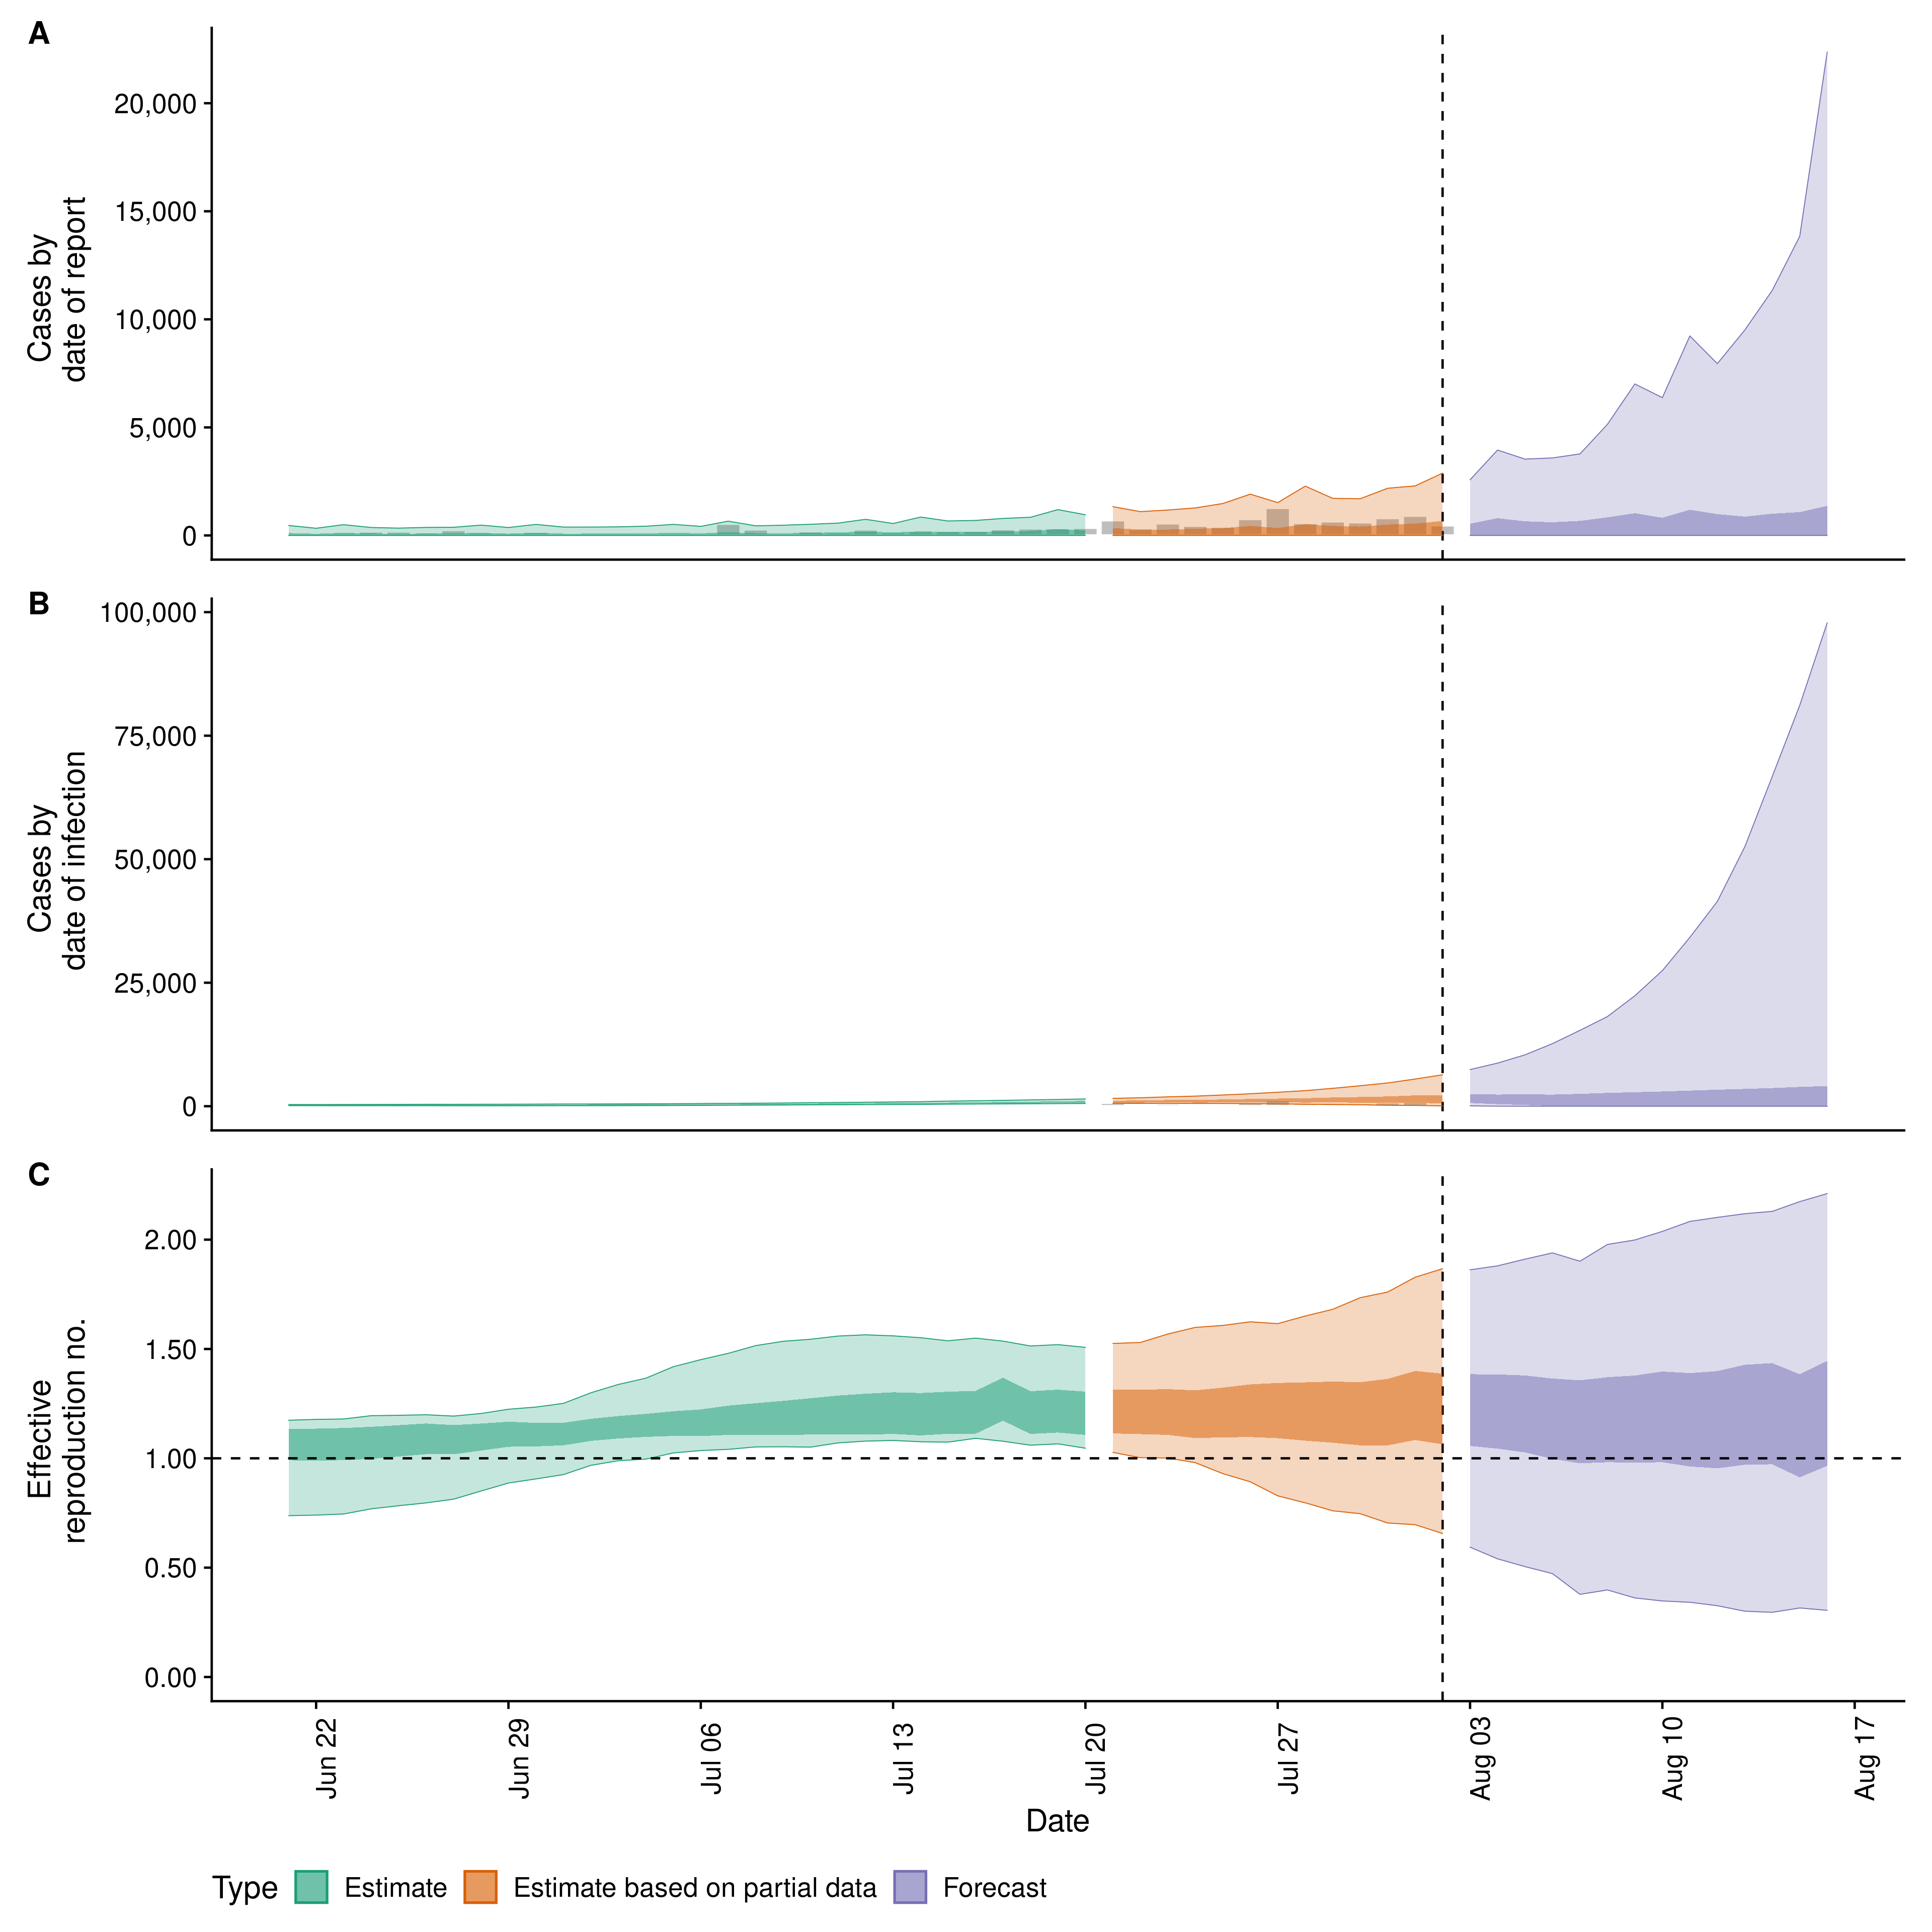 A
20,000
15,000
10,000
5,000
0
Cases by
date of report
B
100,000
75,000
50,000
25,000
0
Cases by
date of infection
C
2.00
1.50
1.00
0.50
0.00
Effective
reproduction no.
Jun 22
Jun 29
Jul 06
Jul 13
Jul 20
Jul 27
Aug 03
Aug 10
Aug 17
Date
Type Estimate Estimate based on partial data Forecast